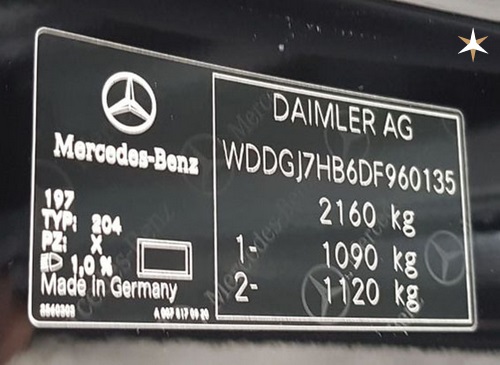 Mercedes-Benz
197
TYP: 204
PZ: X
1,0 %
Made in Germany
DAIMLER AG
WDDGJ7HB6DF960135
2160 kg
1- 1090 kg
2- 1120 kg